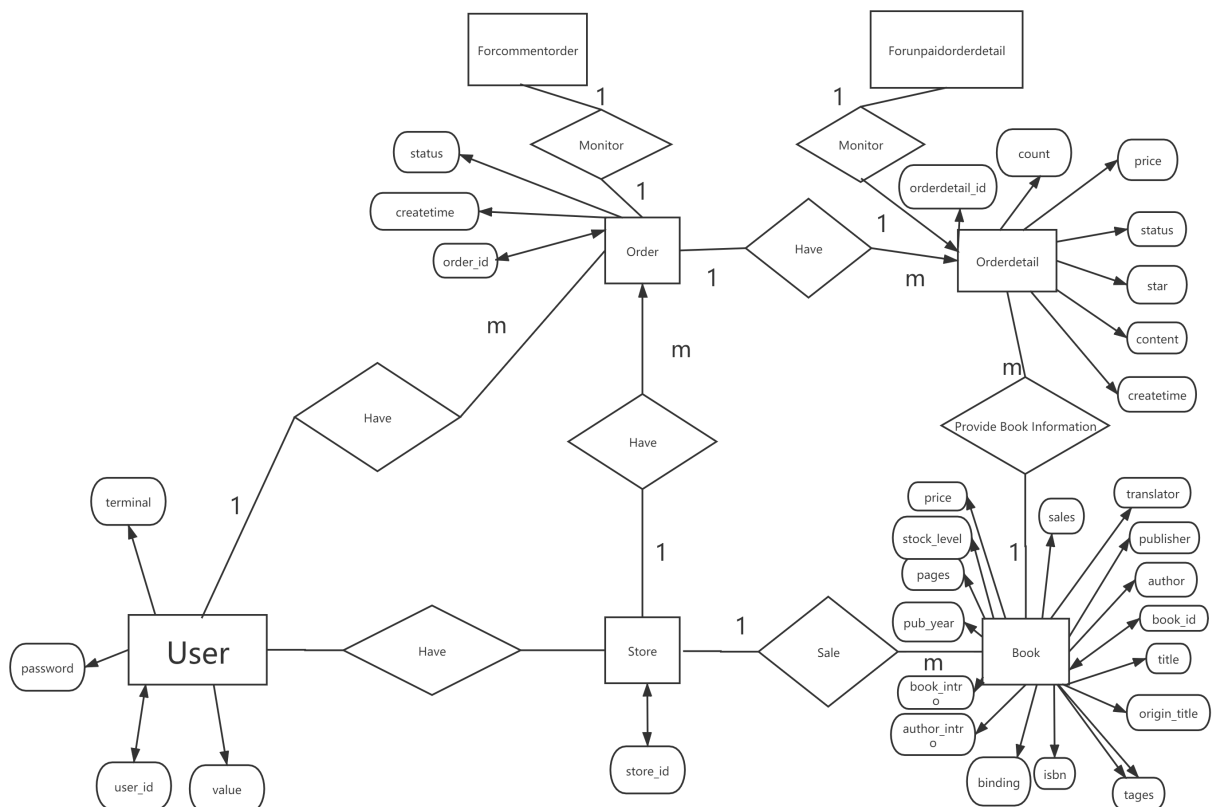 Forcommentorder
Forunpaidorderdetail
1
1
Monitor
Monitor
status
count
price
orderdetail_id
createtime
1
1
order_id
Order
1
Have
m
Orderdetail
status
star
content
createtime
m
m
m
Have
Have
Provide Book Information
terminal
1
1
1
price
sales
translator
stock_level
publisher
pages
author
pub_year
book_id
User
password
Have
Store
1
Sale
m
Book
title
book_intr
o
origin_title
author_intr
o
user_id
value
store_id
binding
isbn
tages